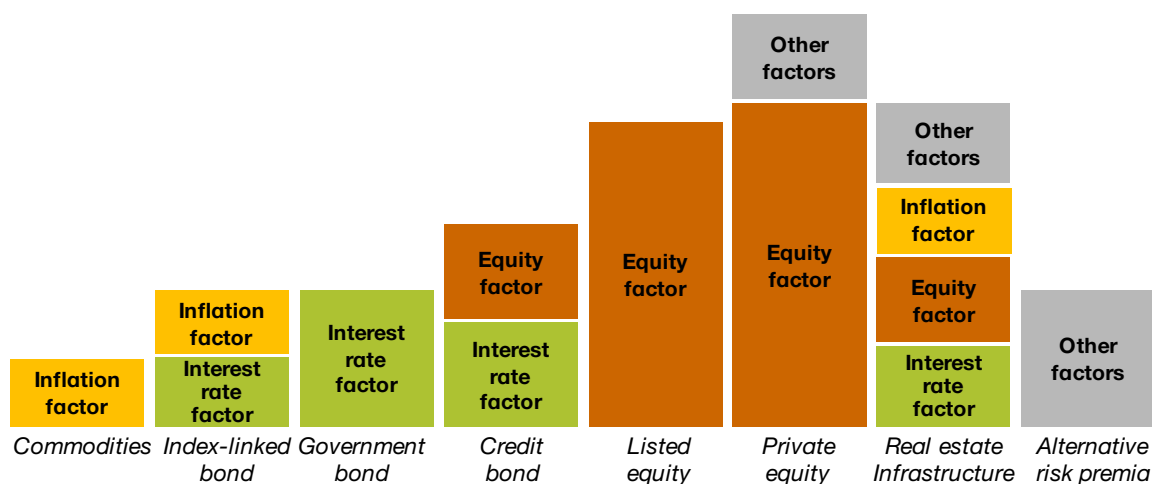 Other
factors
Other
factors
Inflation
factor
Equity
factor
Equity
factor
Equity
factor
Equity
factor
Inflation
factor
Interest
rate
factor
Interest
rate
factor
Interest
rate
factor
Other
factors
Inflation
factor
Interest
rate
factor
Commodities
Index-linked
bond
Government
bond
Credit
bond
Listed
equity
Private
equity
Real estate
Infrastructure
Alternative
risk premia